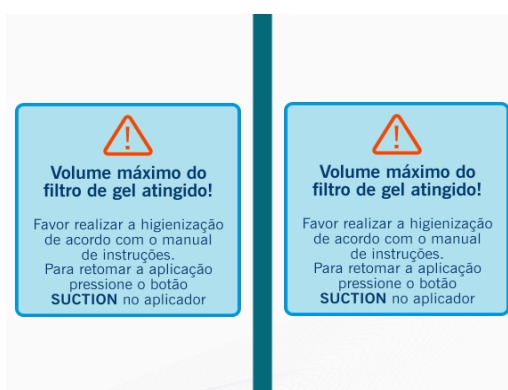 Volume máximo do
filtro de gel atingido!
Favor realizar a higienização
de acordo com o manual
de instruções.
Para retomar a aplicação
pressione o botão
SUCTION no aplicador
Volume máximo do
filtro de gel atingido!
Favor realizar a higienização
de acordo com o manual
de instruções.
Para retomar a aplicação
pressione o botão
SUCTION no aplicador